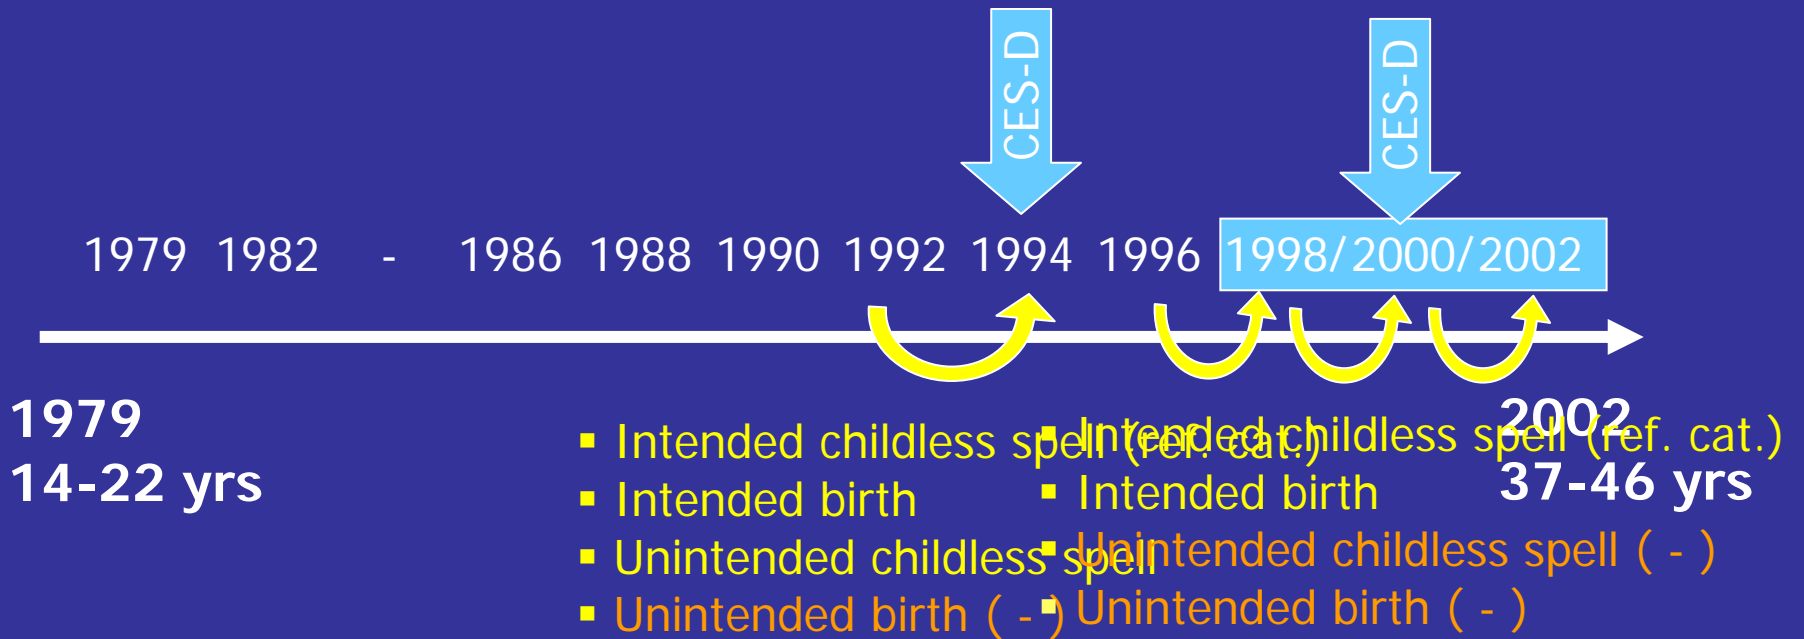 CES-D
CES-D
1979 1982 - 1986 1988 1990 1992 1994 1996 1998/2000/2002
1979
14-22 yrs
▪ Intended childless spell (ref. cat.)
▪ Intended birth
▪ Unintended childless spell
▪ Unintended birth ( - )
▪ Intended childless spell (ref. cat.)
▪ Intended birth
▪ Unintended childless spell ( - )
▪ Unintended birth ( - )
2002
37-46 yrs